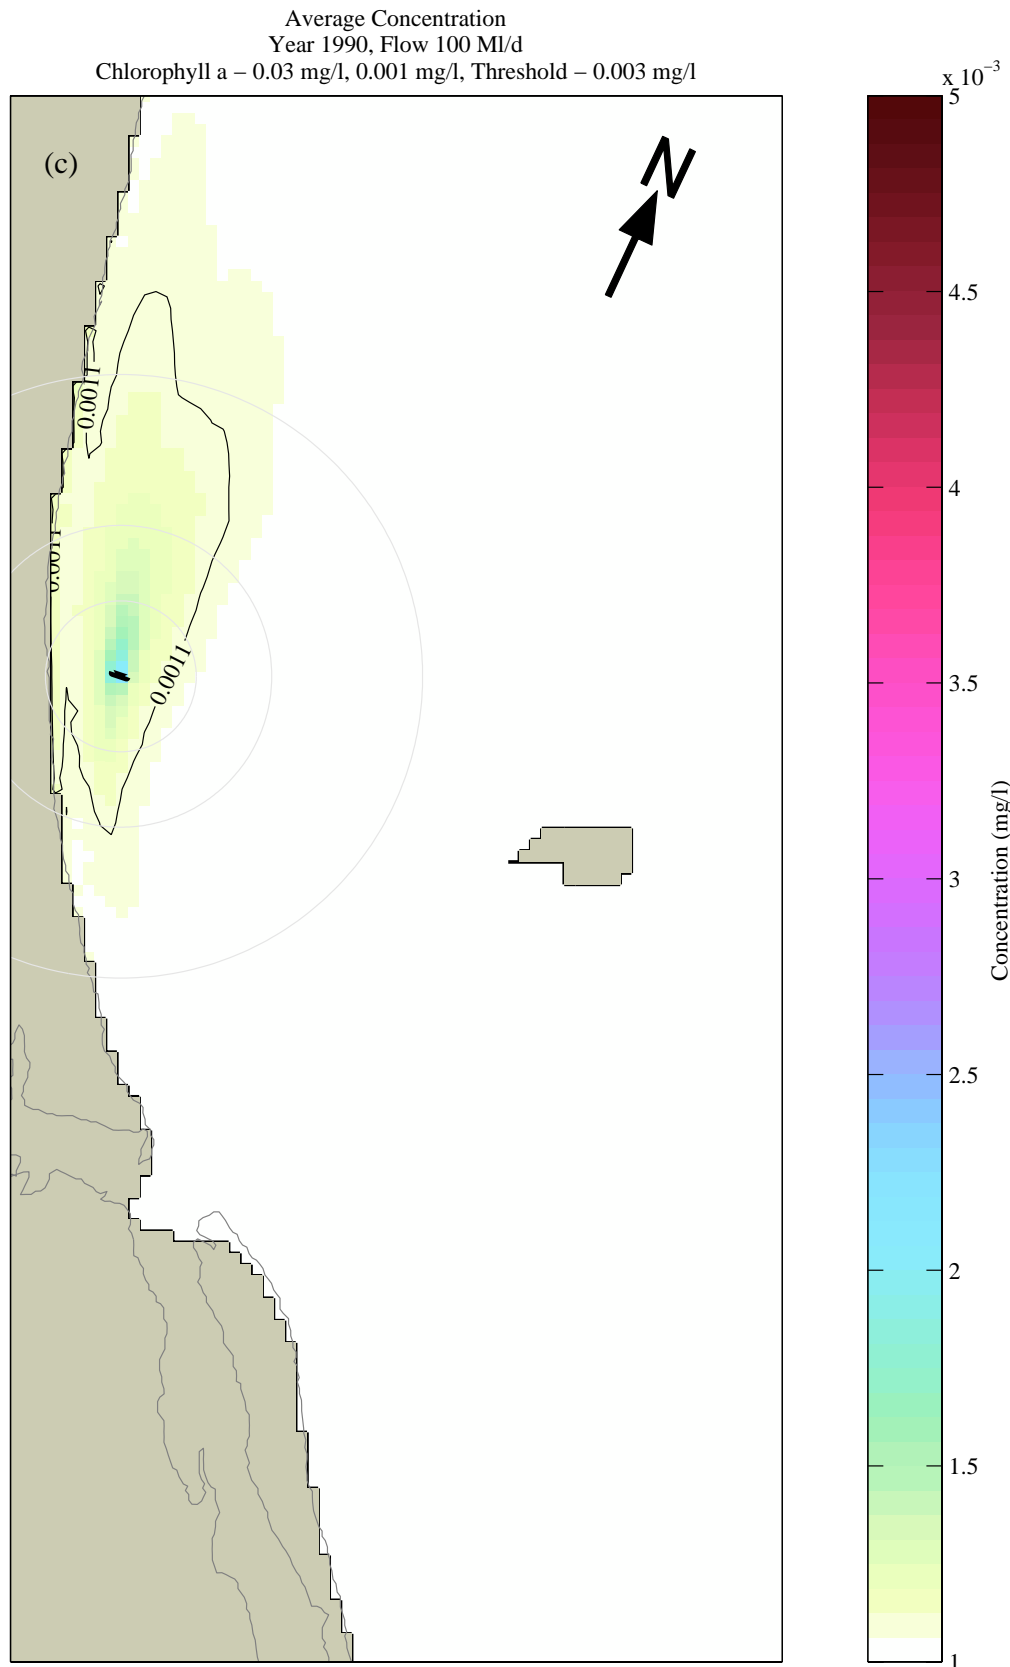 Average Concentration
Year 1990, Flow 100 Ml/d
Chlorophyll a – 0.03 mg/l, 0.001 mg/l, Threshold – 0.003 mg/l
x 10⁻³
(c)
N
0.0011
0.0011
0.0011
5
4.5
4
3.5
3
2.5
2
1.5
1
Concentration (mg/l)